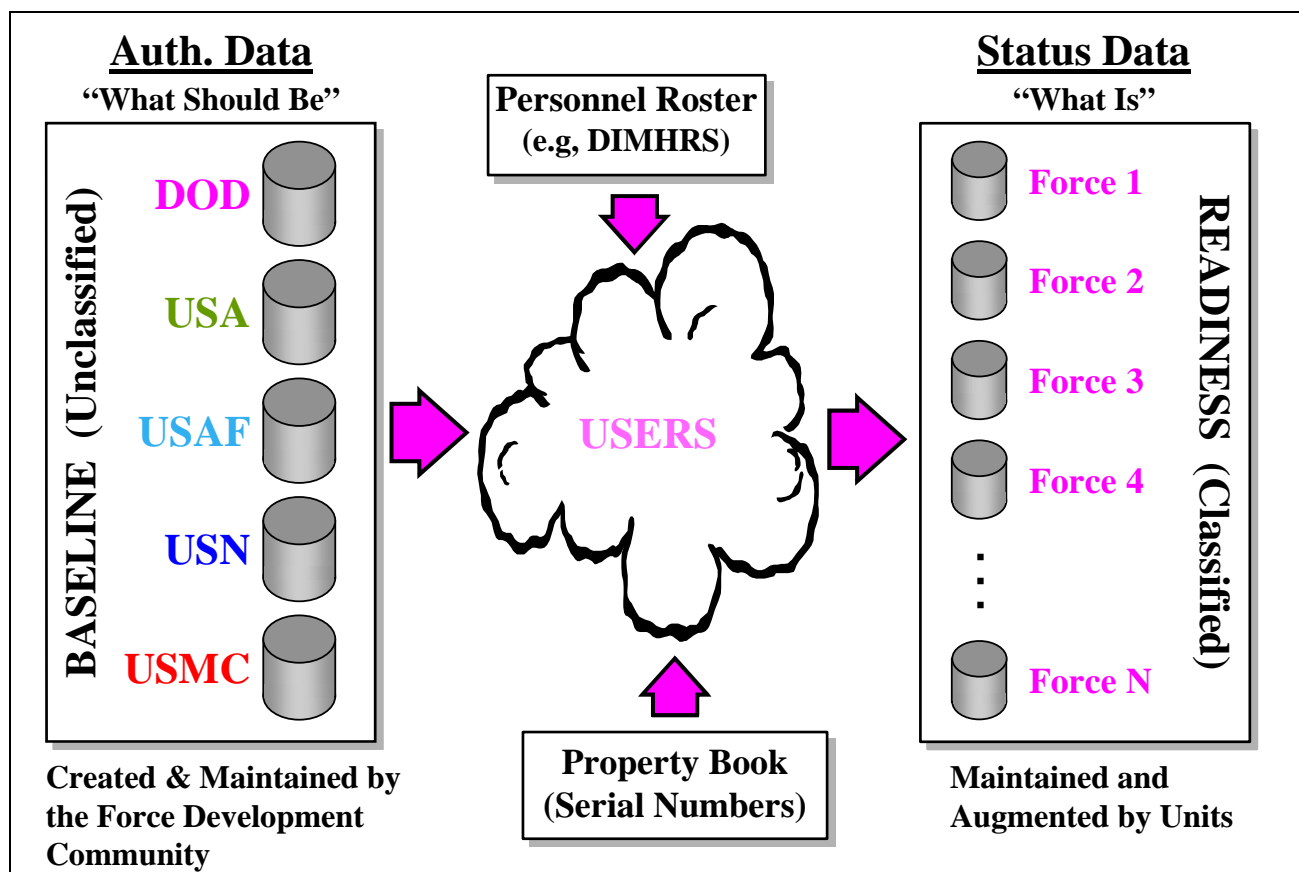 Auth. Data
“What Should Be”
BASELINE (Unclassified)
DOD
USA
USAF
USN
USMC
Created & Maintained by
the Force Development
Community
Personnel Roster
(e.g, DIMHRS)
USERS
Property Book
(Serial Numbers)
Status Data
“What Is”
Force 1
Force 2
Force 3
Force 4
. . .
Force N
READINESS (Classified)
Maintained and
Augmented by Units